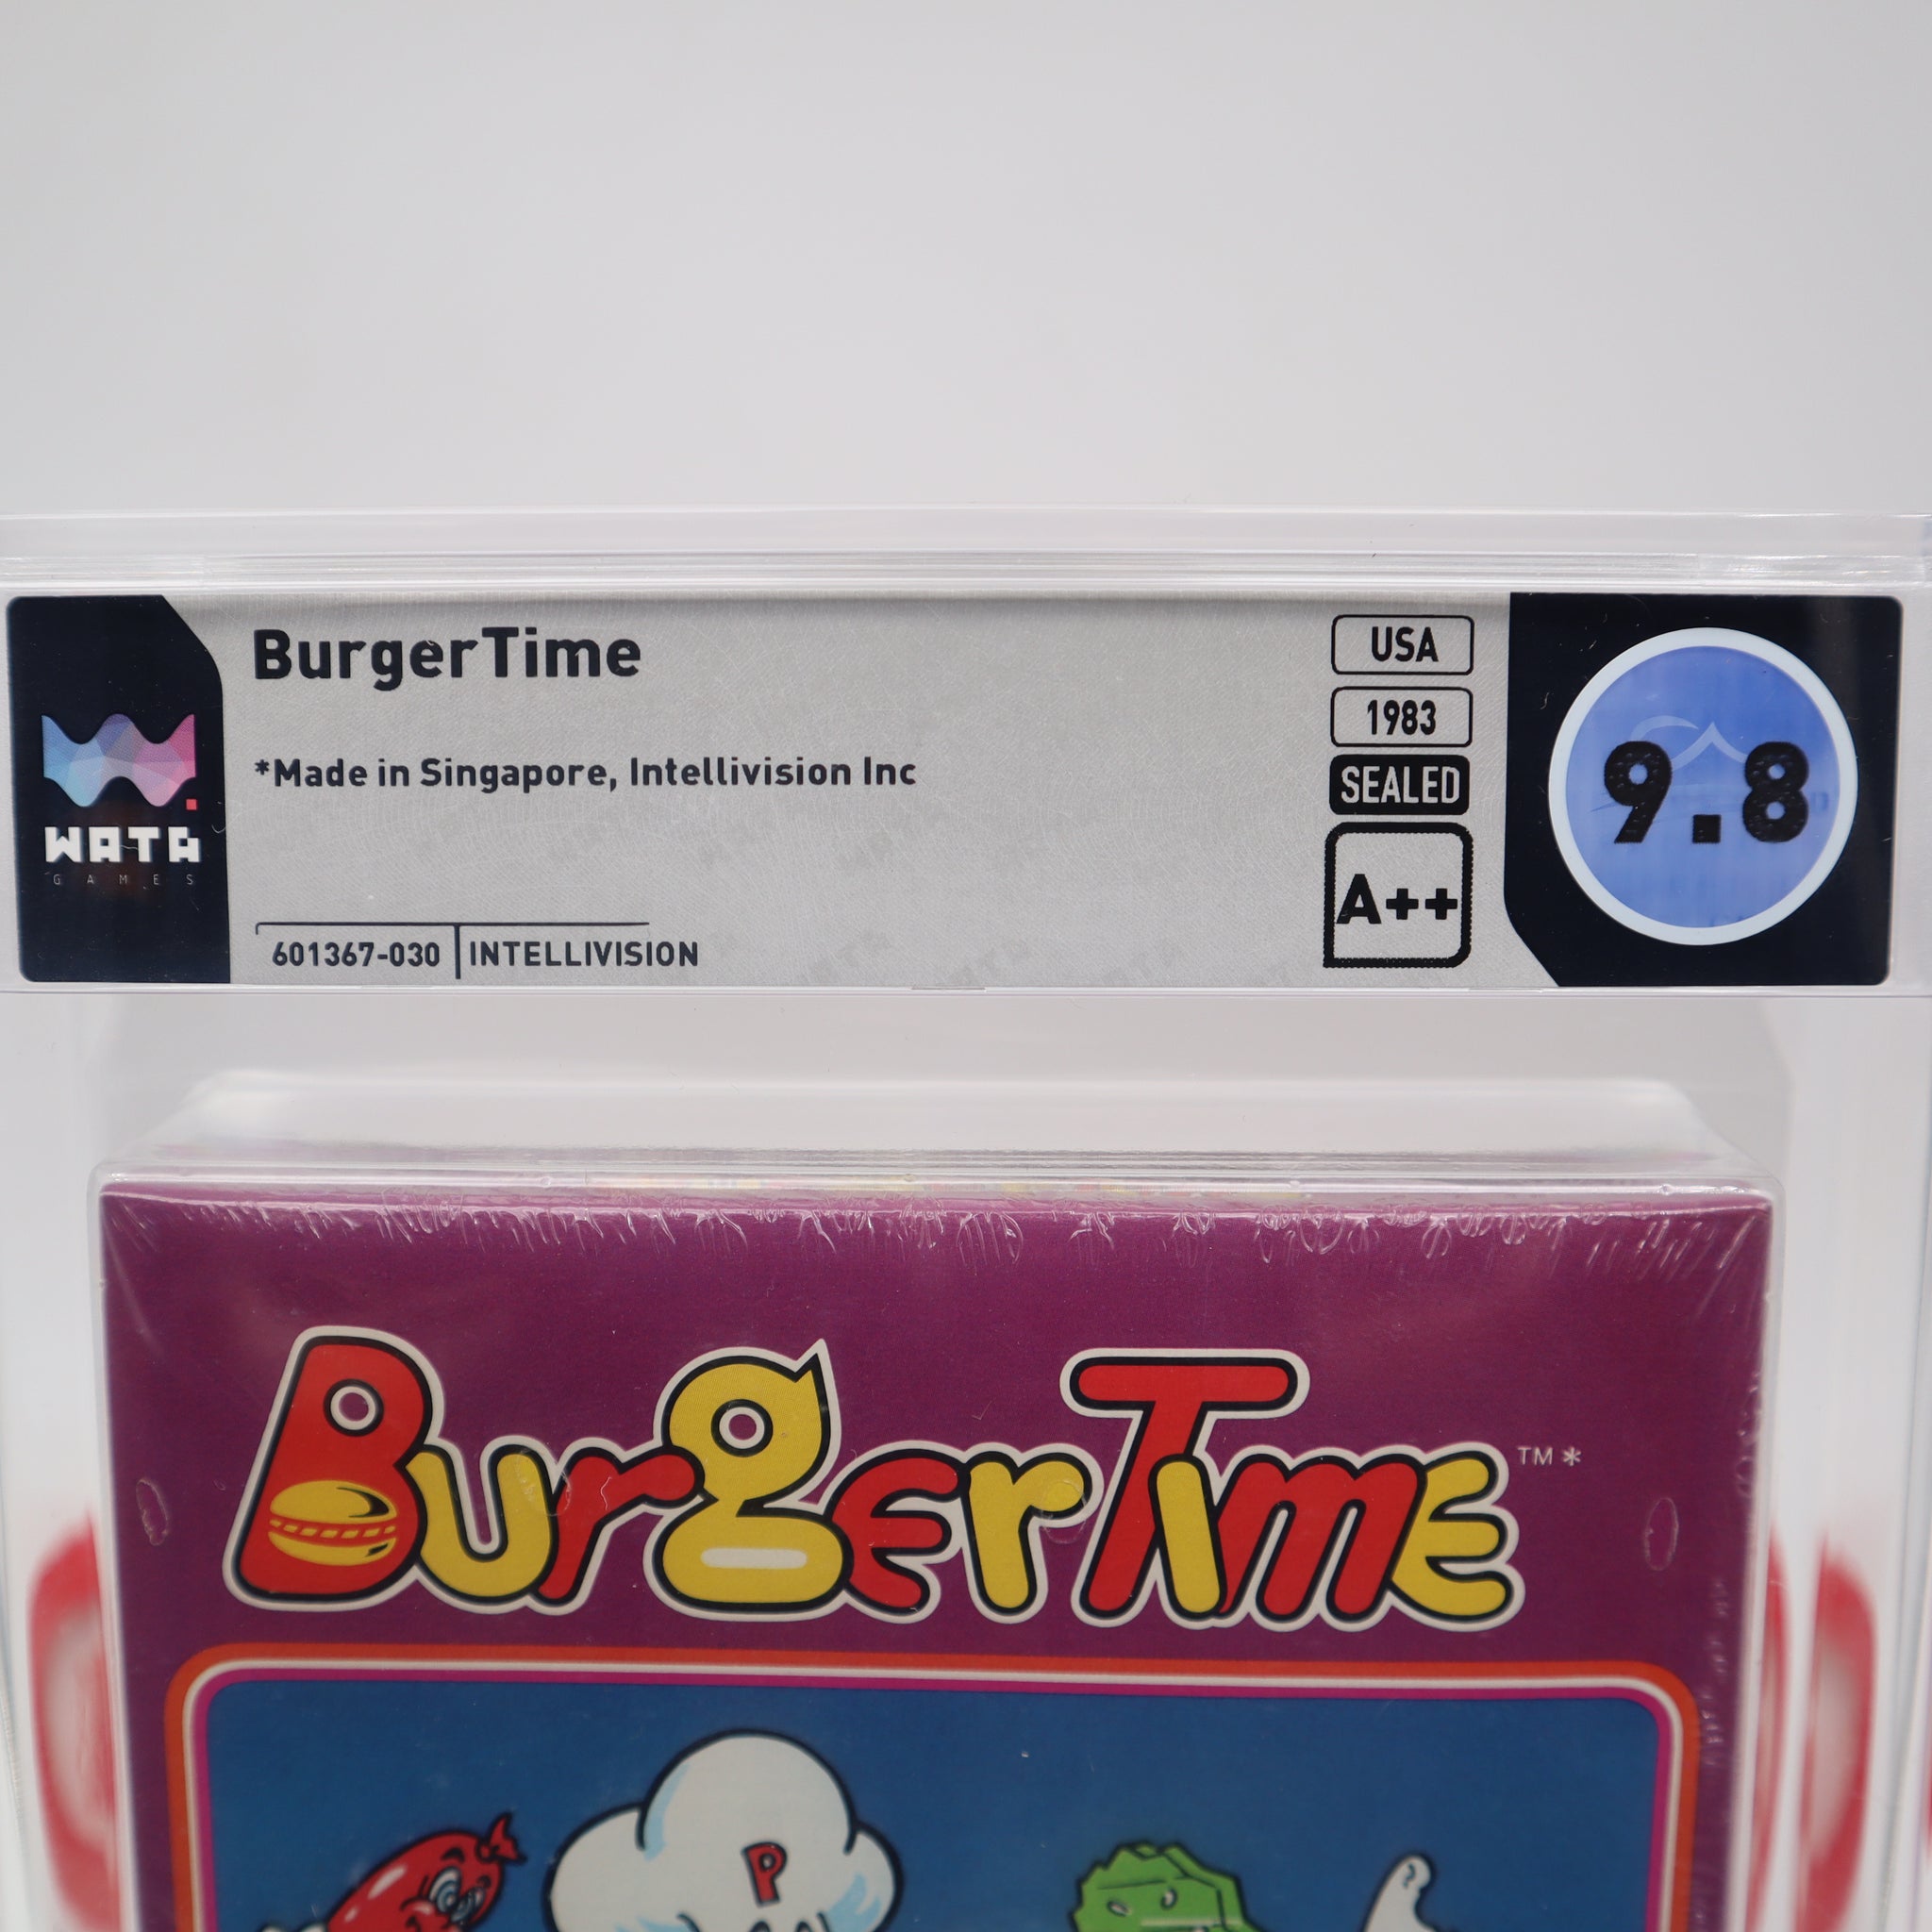 BurgerTime
*Made in Singapore, Intellivision Inc
601367-030 INTELLIVISION
WATA
GAMES
USA
1983
SEALED
A++
9.8
BurgerTime ™*
P